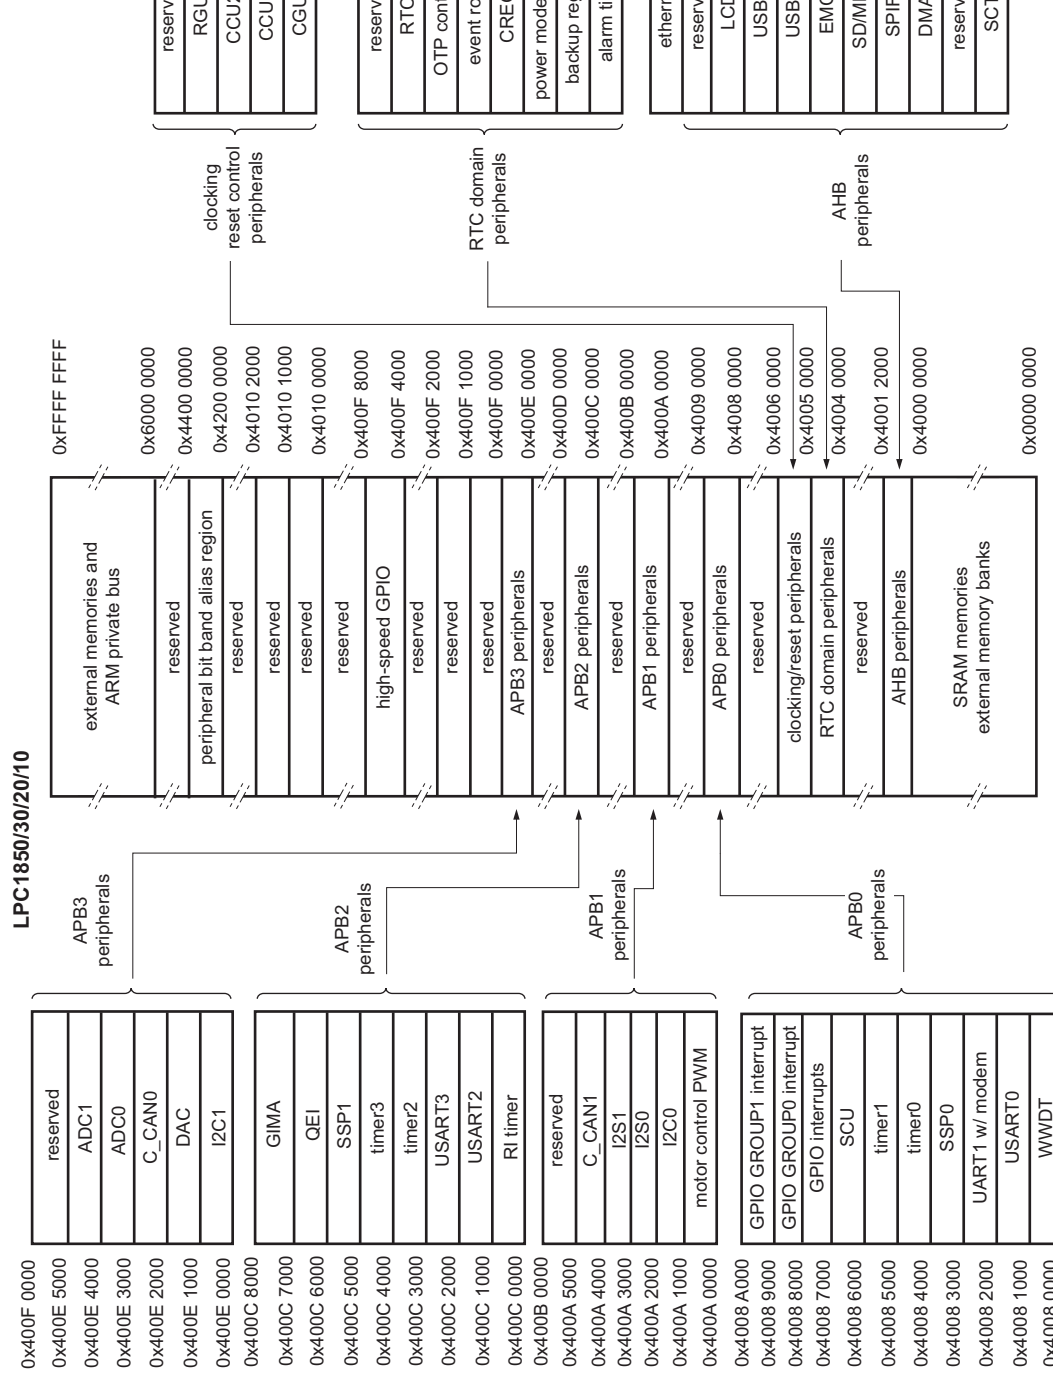 LPC1850/30/20/10
0x400F 0000
0x400E 5000
0x400E 4000
0x400E 3000
0x400E 2000
0x400E 1000
0x400E 0000
0x400C 8000
0x400C 7000
0x400C 6000
0x400C 5000
0x400C 4000
0x400C 3000
0x400C 2000
0x400C 1000
0x400C 0000
0x400B 0000
0x400A 5000
0x400A 4000
0x400A 3000
0x400A 2000
0x400A 1000
0x400A 0000
0x4008 A000
0x4008 9000
0x4008 8000
0x4008 7000
0x4008 6000
0x4008 5000
0x4008 4000
0x4008 3000
0x4008 2000
0x4008 1000
0x4008 0000
reserved
ADC1
ADC0
C_CAN0
DAC
I2C1
GIMA
QEI
SSP1
timer3
timer2
USART3
USART2
RI timer
reserved
C_CAN1
I2S1
I2S0
I2C0
motor control PWM
GPIO GROUP1 interrupt
GPIO GROUP0 interrupt
GPIO interrupts
SCU
timer1
timer0
SSP0
UART1 w/ modem
USART0
WWDT
APB3
peripherals
APB2
peripherals
APB1
peripherals
APB0
peripherals
external memories and
ARM private bus
reserved
peripheral bit band alias region
reserved
reserved
reserved
reserved
high-speed GPIO
reserved
reserved
reserved
APB3 peripherals
reserved
APB2 peripherals
reserved
APB1 peripherals
reserved
APB0 peripherals
reserved
clocking/reset peripherals
RTC domain peripherals
reserved
AHB peripherals
SRAM memories
external memory banks
0xFFFF FFFF
0x6000 0000
0x4400 0000
0x4200 0000
0x4010 2000
0x4010 1000
0x4010 0000
0x400F 8000
0x400F 4000
0x400F 2000
0x400F 1000
0x400F 0000
0x400E 0000
0x400D 0000
0x400C 0000
0x400B 0000
0x400A 0000
0x4009 0000
0x4008 0000
0x4006 0000
0x4005 0000
0x4004 0000
0x4001 2000
0x4000 0000
0x0000 0000
clocking
reset control
peripherals
RTC domain
peripherals
AHB
peripherals
reserv
RGU
CCU2
CCU
CGU
reserv
RTC
OTP cont
event ro
CREG
power mode
backup reg
alarm ti
ethern
reserv
LCD
USB
USB
EMC
SD/M
SPIF
DMA
reserv
SCT